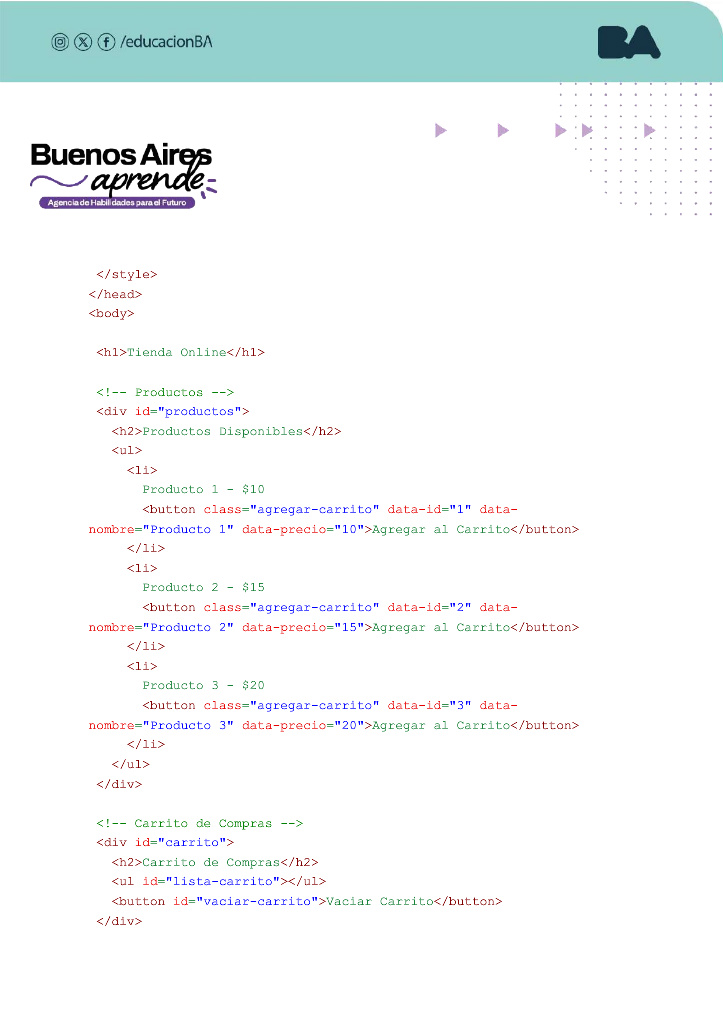 /educacionBA
BA
Buenos Aires
aprende
Agencia de Habilidades para el Futuro
</style>
</head>
<body>
<h1>Tienda Online</h1>
<!-- Productos -->
<div id="productos">
<h2>Productos Disponibles</h2>
<ul>
<li>
Producto 1 - $10
<button class="agregar-carrito" data-id="1" data-
nombre="Producto 1" data-precio="10">Agregar al Carrito</button>
</li>
<li>
Producto 2 - $15
<button class="agregar-carrito" data-id="2" data-
nombre="Producto 2" data-precio="15">Agregar al Carrito</button>
</li>
<li>
Producto 3 - $20
<button class="agregar-carrito" data-id="3" data-
nombre="Producto 3" data-precio="20">Agregar al Carrito</button>
</li>
</ul>
</div>
<!-- Carrito de Compras -->
<div id="carrito">
<h2>Carrito de Compras</h2>
<ul id="lista-carrito"></ul>
<button id="vaciar-carrito">Vaciar Carrito</button>
</div>